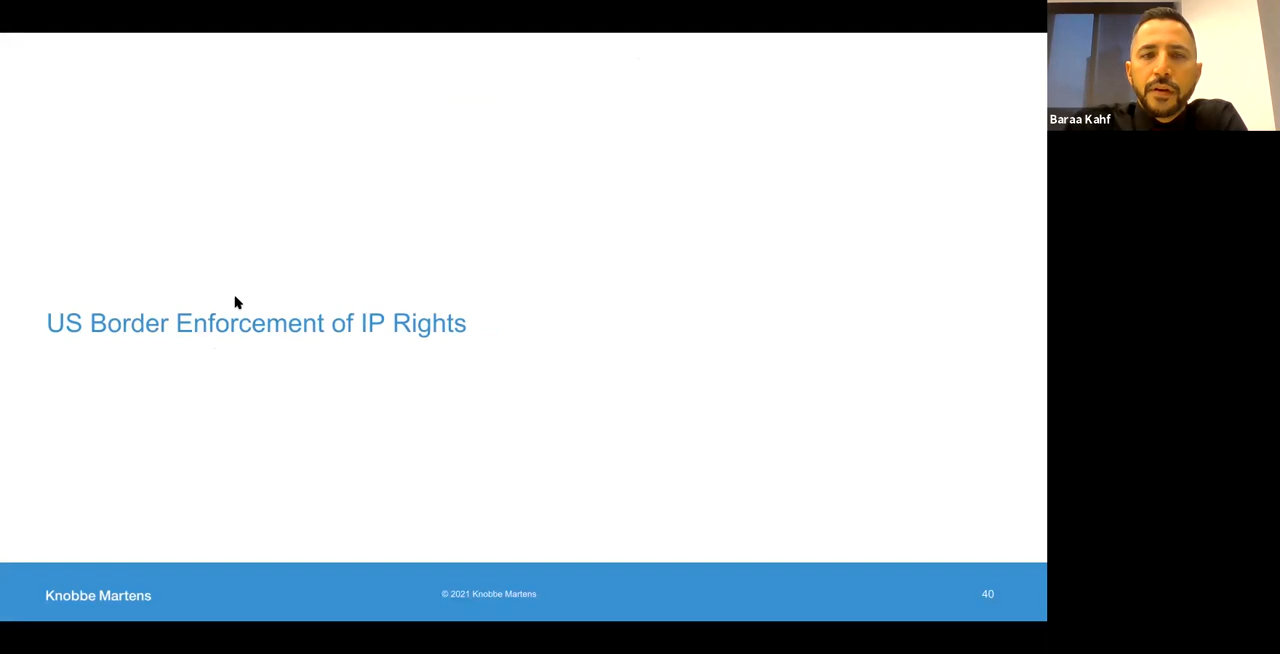 Baraa Kahf
US Border Enforcement of IP Rights
Knobbe Martens
© 2021 Knobbe Martens
40